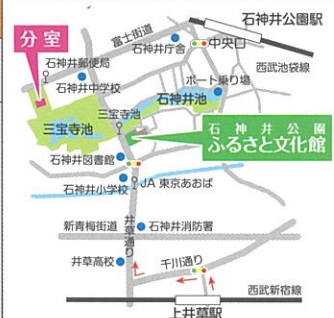 石神井公園駅
分室
富士街道
石神井庁舎
中央口
石神井郵便局
西武池袋線
石神井中学校
ボート乗り場
三宝寺池
石神井池
三宝寺池
石神井公園
ふるさと文化館
石神井図書館
石神井小学校
JA 東京あおば
井草通り
新青梅街道
石神井消防署
井草高校
千川通り
西武新宿線
上井草駅